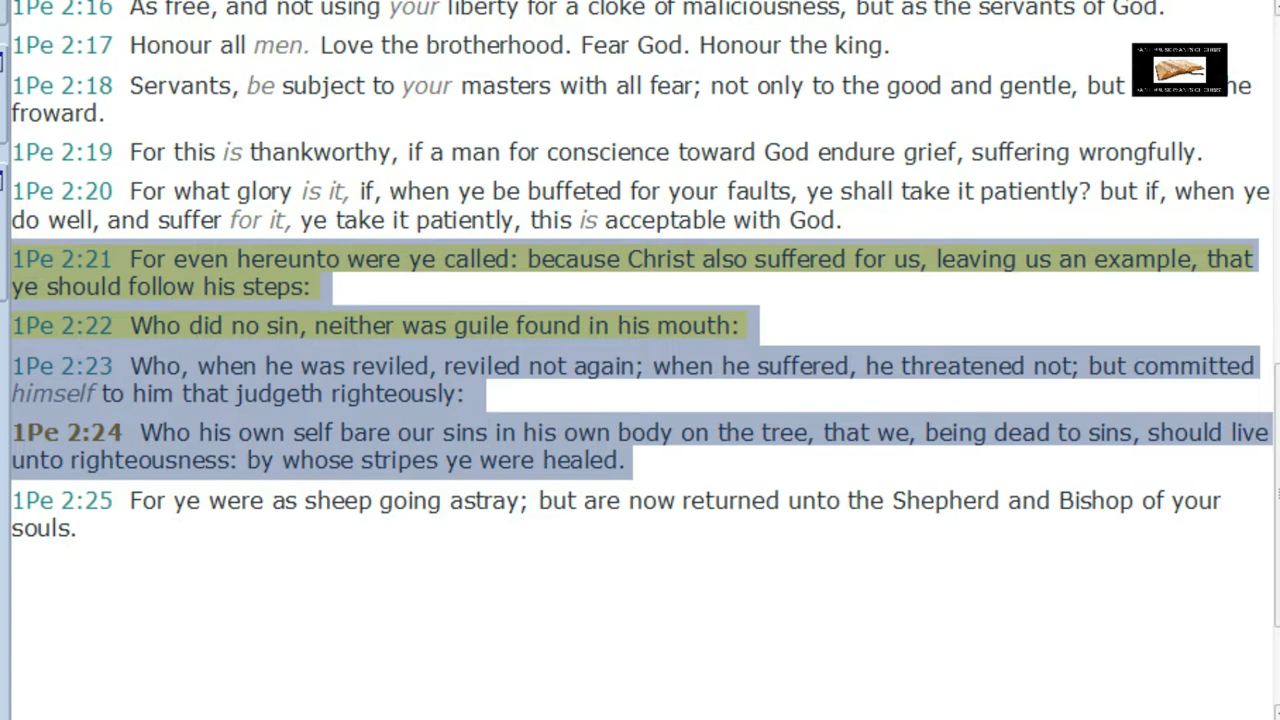 1Pe 2:16 As free, and not using your liberty for a cloke of maliciousness, but as the servants of God.
1Pe 2:17 Honour all men. Love the brotherhood. Fear God. Honour the king.
1Pe 2:18 Servants, be subject to your masters with all fear; not only to the good and gentle, but he
froward.
1Pe 2:19 For this is thankworthy, if a man for conscience toward God endure grief, suffering wrongfully.
1Pe 2:20 For what glory is it, if, when ye be buffeted for your faults, ye shall take it patiently? but if, when ye
do well, and suffer for it, ye take it patiently, this is acceptable with God.
1Pe 2:21 For even hereunto were ye called: because Christ also suffered for us, leaving us an example, that
ye should follow his steps:
1Pe 2:22 Who did no sin, neither was guile found in his mouth:
1Pe 2:23 Who, when he was reviled, reviled not again; when he suffered, he threatened not; but committed
himself to him that judgeth righteously:
1Pe 2:24 Who his own self bare our sins in his own body on the tree, that we, being dead to sins, should live
unto righteousness: by whose stripes ye were healed.
1Pe 2:25 For ye were as sheep going astray; but are now returned unto the Shepherd and Bishop of your
souls.